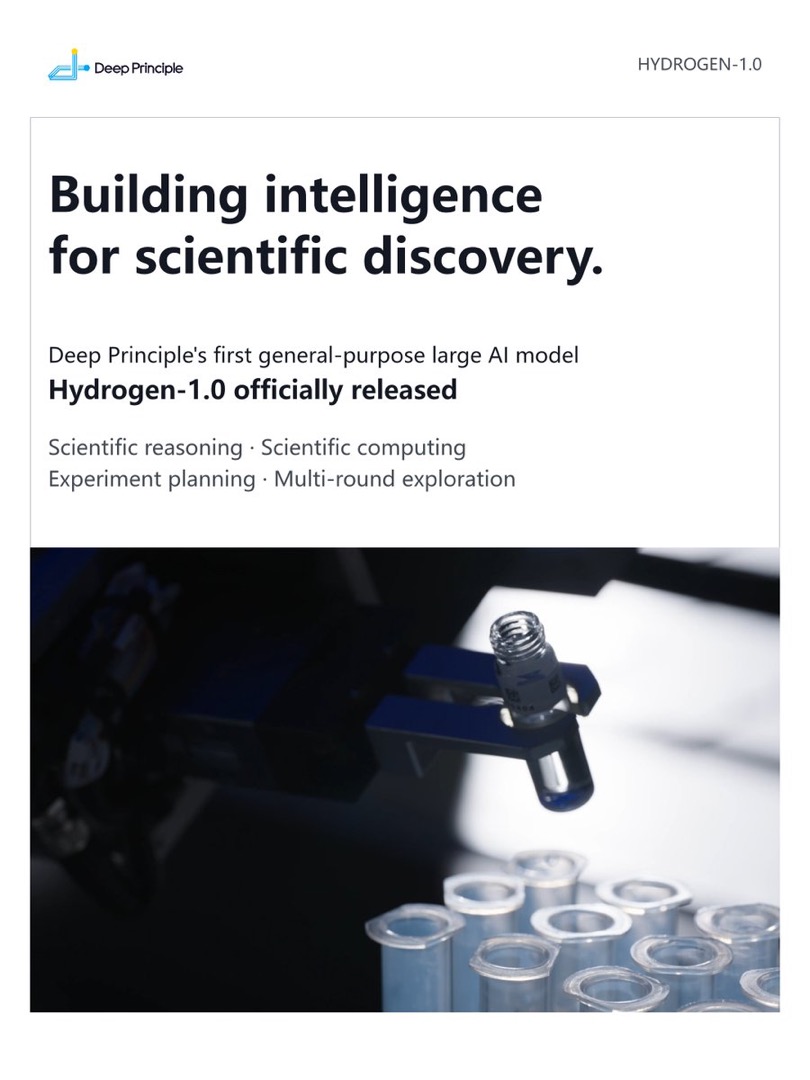 Deep Principle
HYDROGEN-1.0
Building intelligence
for scientific discovery.
Deep Principle's first general-purpose large AI model
Hydrogen-1.0 officially released
Scientific reasoning · Scientific computing
Experiment planning · Multi-round exploration